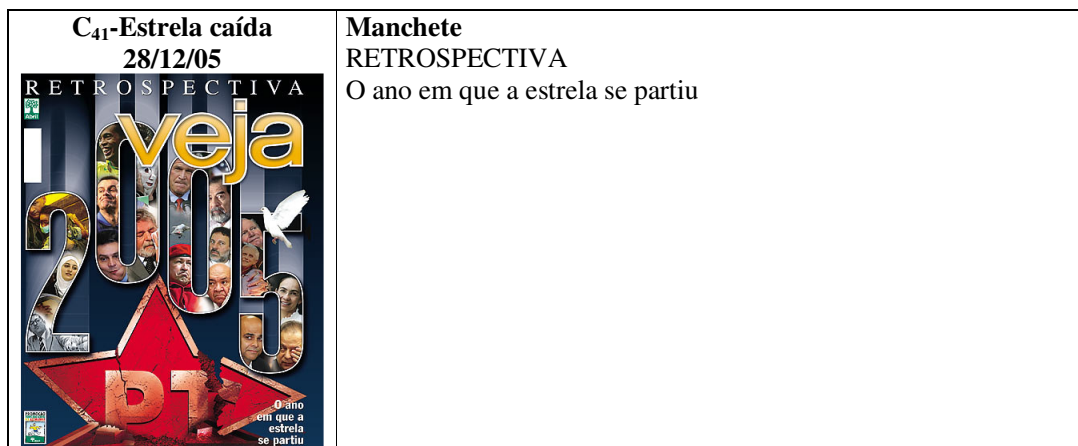 C₄₁-Estrela caída
28/12/05
RETROSPECTIVA
Abril
veja
2005
PT
O ano
em que a
estrela
se partiu
Manchete
RETROSPECTIVA
O ano em que a estrela se partiu